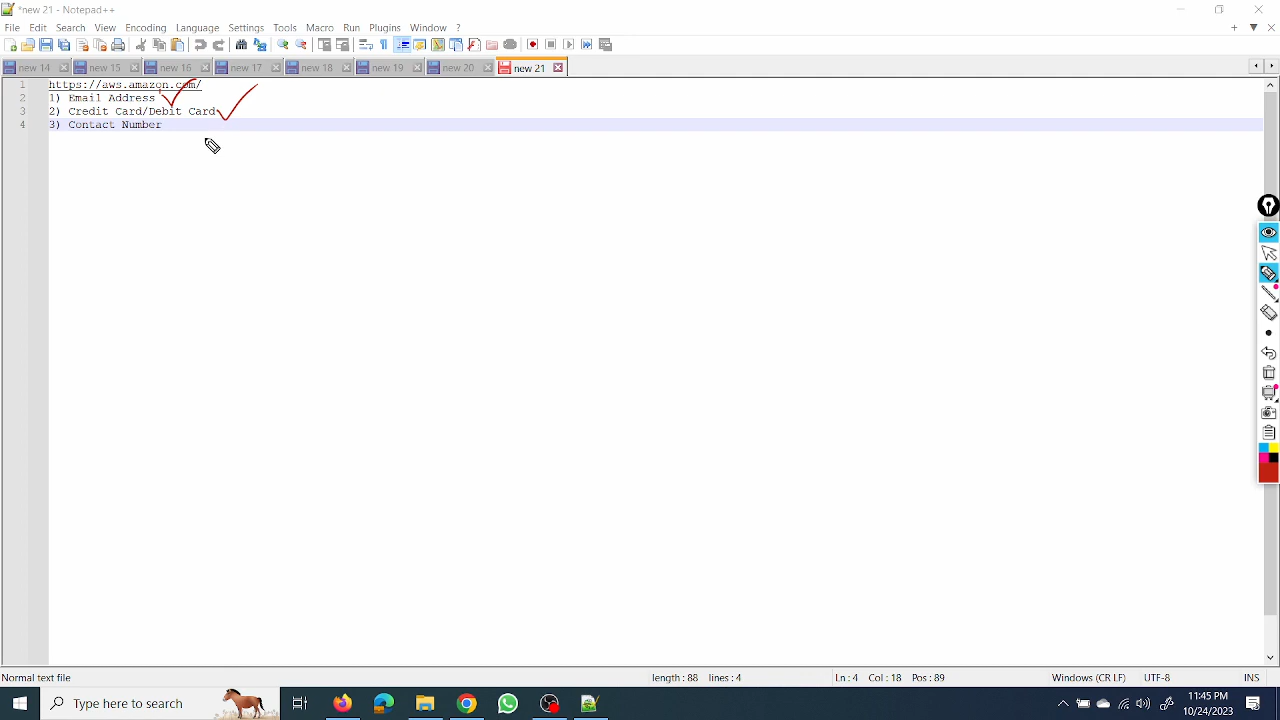 *new 21 - Notepad++
File Edit Search View Encoding Language Settings Tools Macro Run Plugins Window ?
new 14 new 15 new 16 new 17 new 18 new 19 new 20 new 21
1 https://aws.amazon.com/
2 1) Email Address
3 2) Credit Card/Debit Card
4 3) Contact Number
Normal text file length: 88 lines: 4 Ln: 4 Col: 18 Pos: 89 Windows (CR LF) UTF-8 INS
Type here to search
11:45 PM
10/24/2023